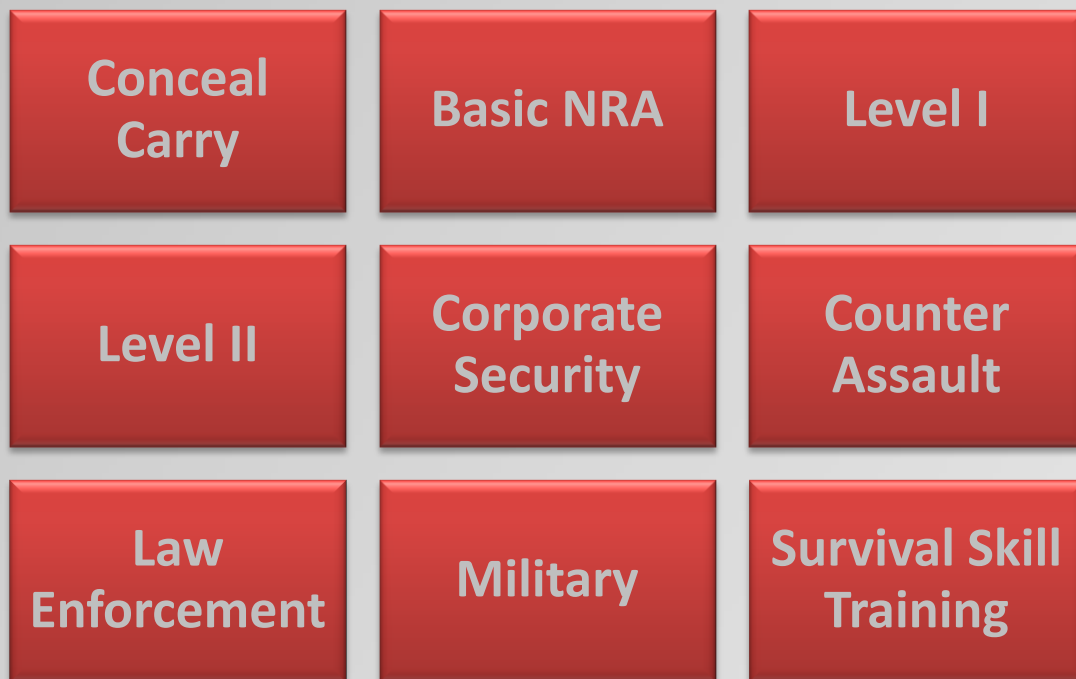 Conceal
Carry
Basic NRA
Level I
Level II
Corporate
Security
Counter
Assault
Law
Enforcement
Military
Survival Skill
Training